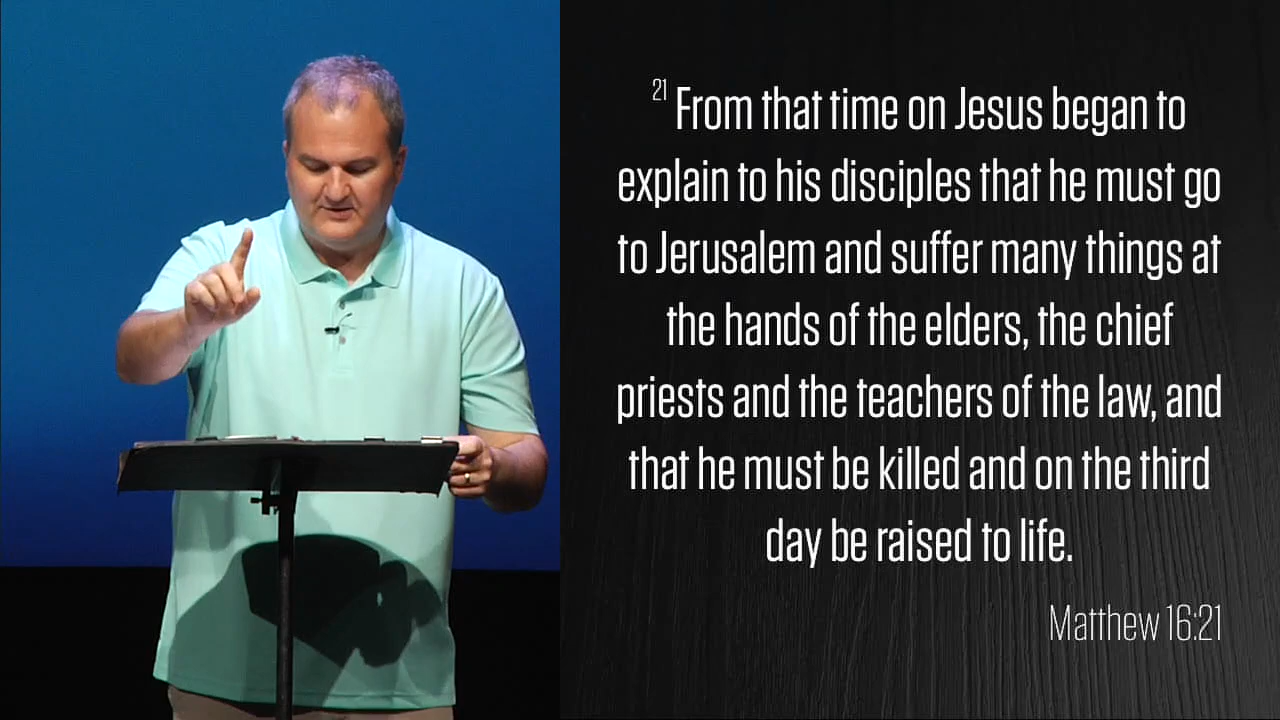 21 From that time on Jesus began to
explain to his disciples that he must go
to Jerusalem and suffer many things at
the hands of the elders, the chief
priests and the teachers of the law, and
that he must be killed and on the third
day be raised to life.
Matthew 16:21